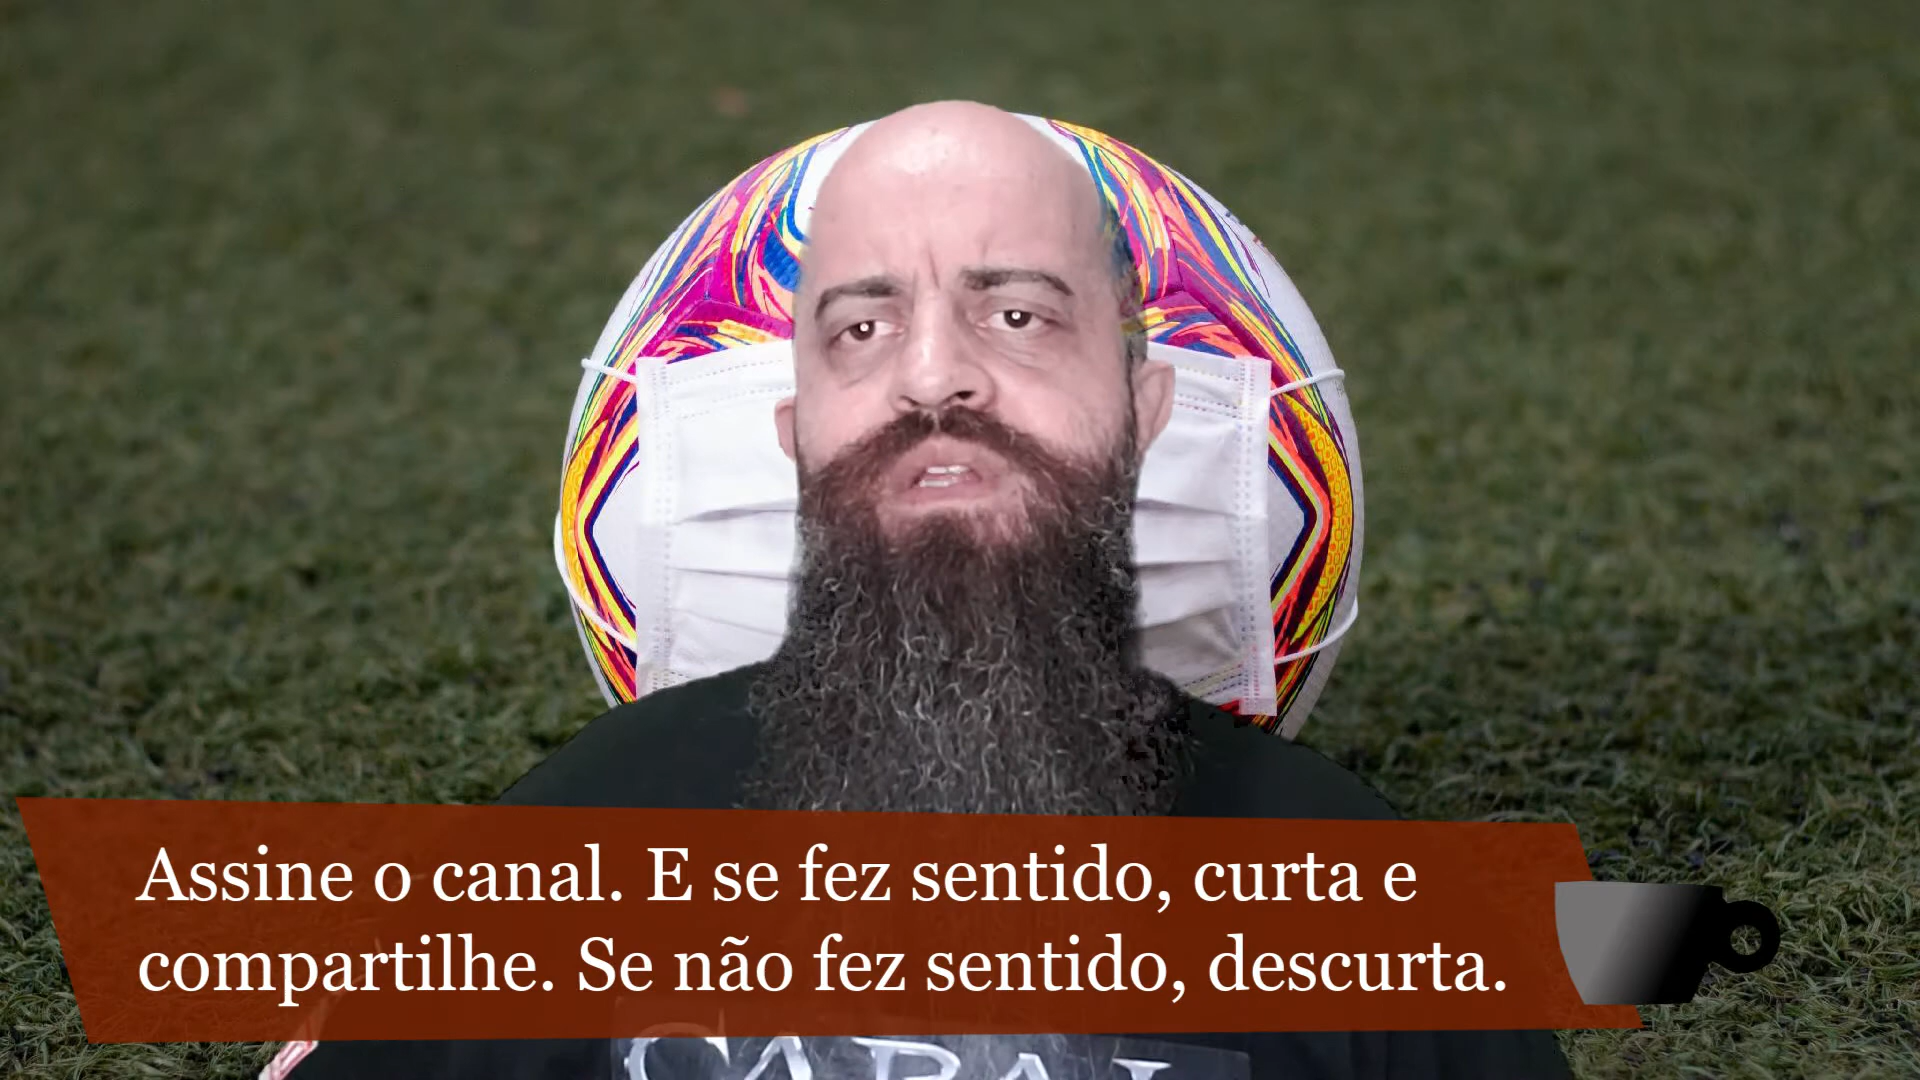 Assine o canal. E se fez sentido, curta e
compartilhe. Se não fez sentido, descurta.